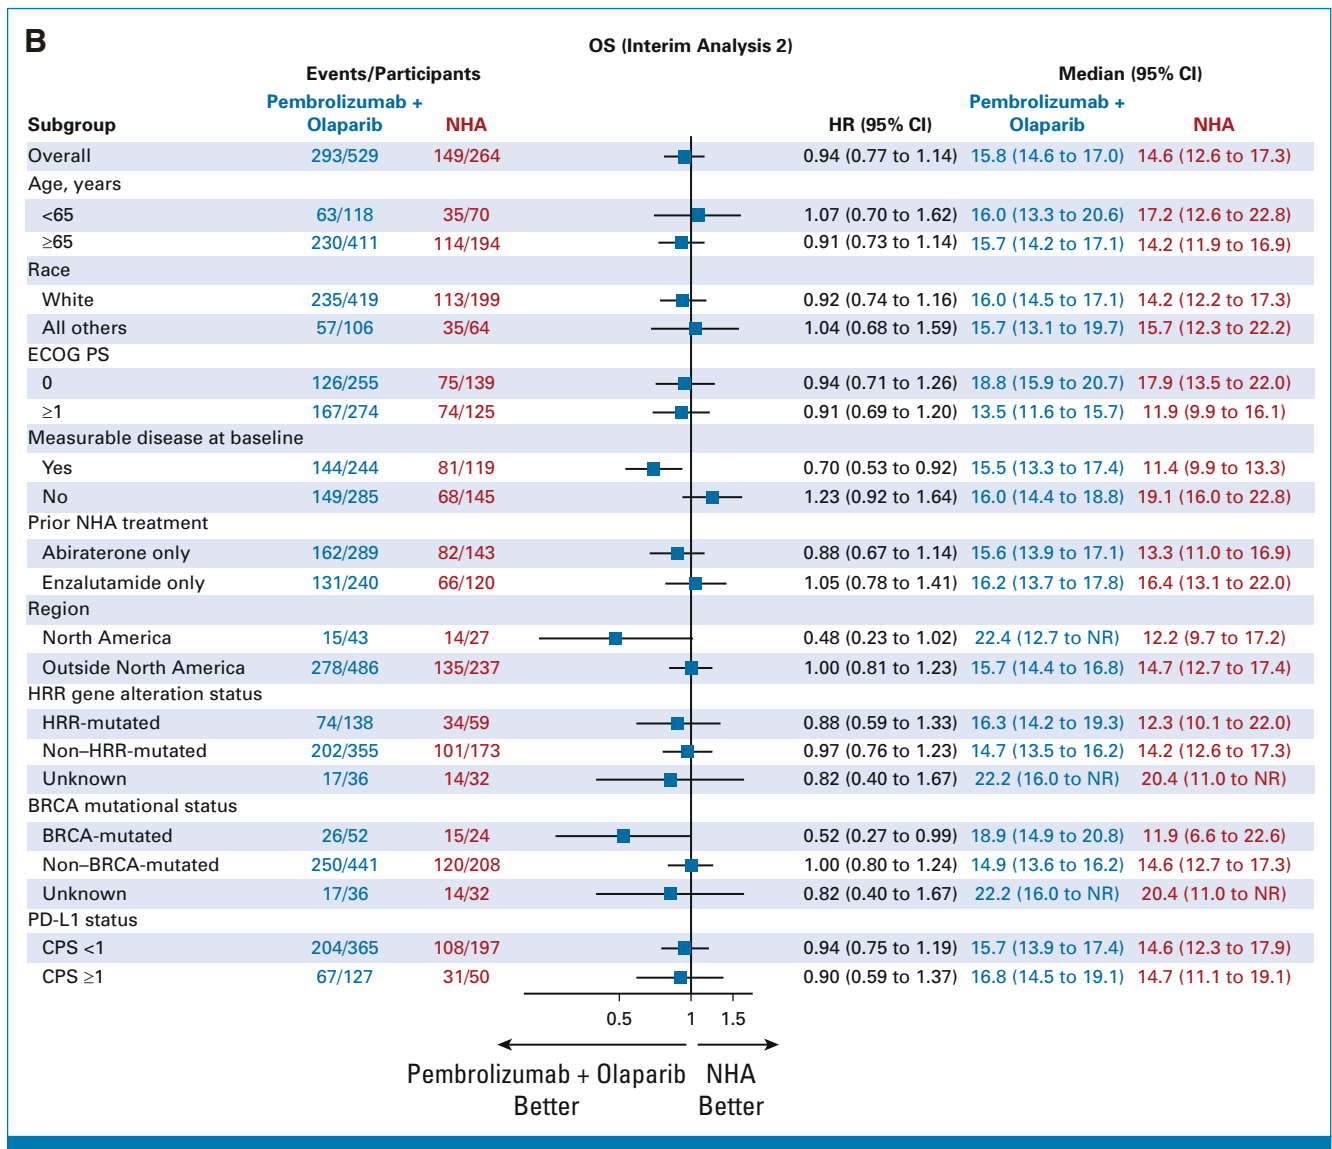 B
OS (Interim Analysis 2)
Events/Participants Median (95% CI)
Pembrolizumab + Pembrolizumab +
Subgroup Olaparib NHA HR (95% CI) Olaparib NHA
Overall 293/529 149/264 0.94 (0.77 to 1.14) 15.8 (14.6 to 17.0) 14.6 (12.6 to 17.3)
Age, years
<65 63/118 35/70 1.07 (0.70 to 1.62) 16.0 (13.3 to 20.6) 17.2 (12.6 to 22.8)
≥65 230/411 114/194 0.91 (0.73 to 1.14) 15.7 (14.2 to 17.1) 14.2 (11.9 to 16.9)
Race
White 235/419 113/199 0.92 (0.74 to 1.16) 16.0 (14.5 to 17.1) 14.2 (12.2 to 17.3)
All others 57/106 35/64 1.04 (0.68 to 1.59) 15.7 (13.1 to 19.7) 15.7 (12.3 to 22.2)
ECOG PS
0 126/255 75/139 0.94 (0.71 to 1.26) 18.8 (15.9 to 20.7) 17.9 (13.5 to 22.0)
≥1 167/274 74/125 0.91 (0.69 to 1.20) 13.5 (11.6 to 15.7) 11.9 (9.9 to 16.1)
Measurable disease at baseline
Yes 144/244 81/119 0.70 (0.53 to 0.92) 15.5 (13.3 to 17.4) 11.4 (9.9 to 13.3)
No 149/285 68/145 1.23 (0.92 to 1.64) 16.0 (14.4 to 18.8) 19.1 (16.0 to 22.8)
Prior NHA treatment
Abiraterone only 162/289 82/143 0.88 (0.67 to 1.14) 15.6 (13.9 to 17.1) 13.3 (11.0 to 16.9)
Enzalutamide only 131/240 66/120 1.05 (0.78 to 1.41) 16.2 (13.7 to 17.8) 16.4 (13.1 to 22.0)
Region
North America 15/43 14/27 0.48 (0.23 to 1.02) 22.4 (12.7 to NR) 12.2 (9.7 to 17.2)
Outside North America 278/486 135/237 1.00 (0.81 to 1.23) 15.7 (14.4 to 16.8) 14.7 (12.7 to 17.4)
HRR gene alteration status
HRR-mutated 74/138 34/59 0.88 (0.59 to 1.33) 16.3 (14.2 to 19.3) 12.3 (10.1 to 22.0)
Non–HRR-mutated 202/355 101/173 0.97 (0.76 to 1.23) 14.7 (13.5 to 16.2) 14.2 (12.6 to 17.3)
Unknown 17/36 14/32 0.82 (0.40 to 1.67) 22.2 (16.0 to NR) 20.4 (11.0 to NR)
BRCA mutational status
BRCA-mutated 26/52 15/24 0.52 (0.27 to 0.99) 18.9 (14.9 to 20.8) 11.9 (6.6 to 22.6)
Non–BRCA-mutated 250/441 120/208 1.00 (0.80 to 1.24) 14.9 (13.6 to 16.2) 14.6 (12.7 to 17.3)
Unknown 17/36 14/32 0.82 (0.40 to 1.67) 22.2 (16.0 to NR) 20.4 (11.0 to NR)
PD-L1 status
CPS <1 204/365 108/197 0.94 (0.75 to 1.19) 15.7 (13.9 to 17.4) 14.6 (12.3 to 17.9)
CPS ≥1 67/127 31/50 0.90 (0.59 to 1.37) 16.8 (14.5 to 19.1) 14.7 (11.1 to 19.1)
0.5 1 1.5
Pembrolizumab + Olaparib NHA
Better Better